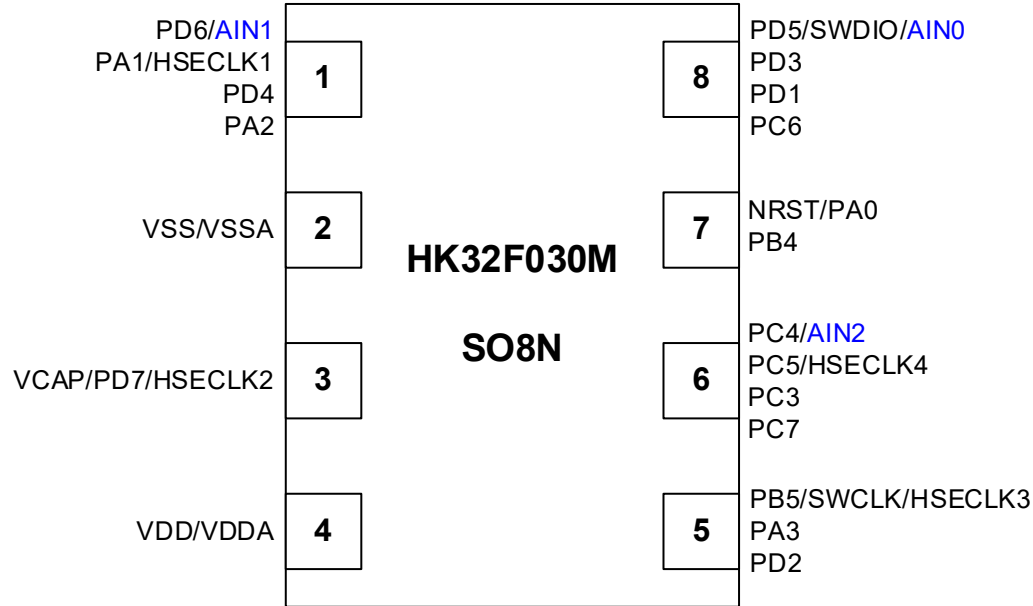 PD6/AIN1
PA1/HSECLK1
PD4
PA2
1
VSS/VSSA
2
VCAP/PD7/HSECLK2
3
VDD/VDDA
4
HK32F030M
SO8N
8
PD5/SWDIO/AIN0
PD3
PD1
PC6
7
NRST/PA0
PB4
6
PC4/AIN2
PC5/HSECLK4
PC3
PC7
5
PB5/SWCLK/HSECLK3
PA3
PD2